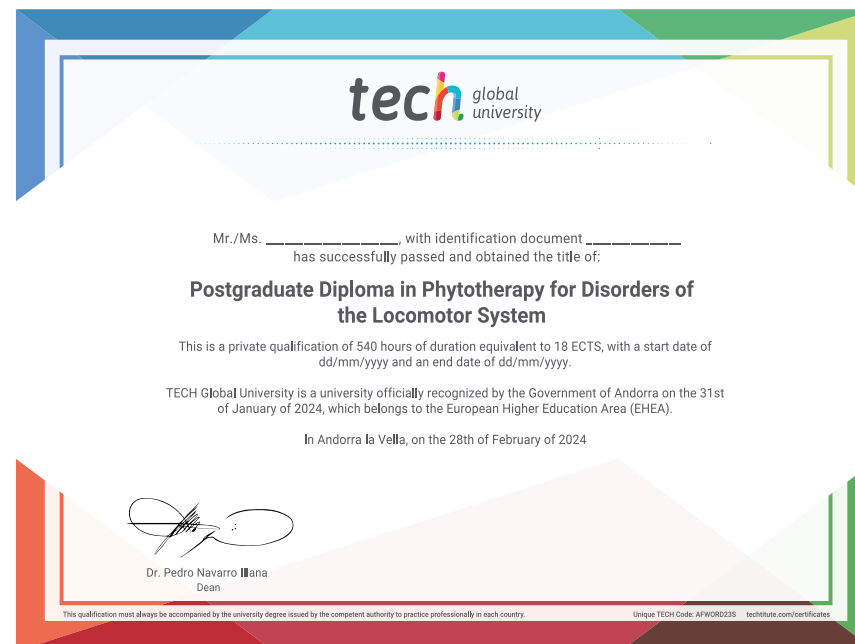 tech global university
Mr./Ms. ______________, with identification document __________
has successfully passed and obtained the title of:
Postgraduate Diploma in Phytotherapy for Disorders of
the Locomotor System
This is a private qualification of 540 hours of duration equivalent to 18 ECTS, with a start date of
dd/mm/yyyy and an end date of dd/mm/yyyy.
TECH Global University is a university officially recognized by the Government of Andorra on the 31st
of January of 2024, which belongs to the European Higher Education Area (EHEA).
In Andorra la Vella, on the 28th of February of 2024
Dr. Pedro Navarro Illana
Dean
This qualification must always be accompanied by the university degree issued by the competent authority to practice professionally in each country. Unique TECH Code: AFWORD23S techtitute.com/certificates